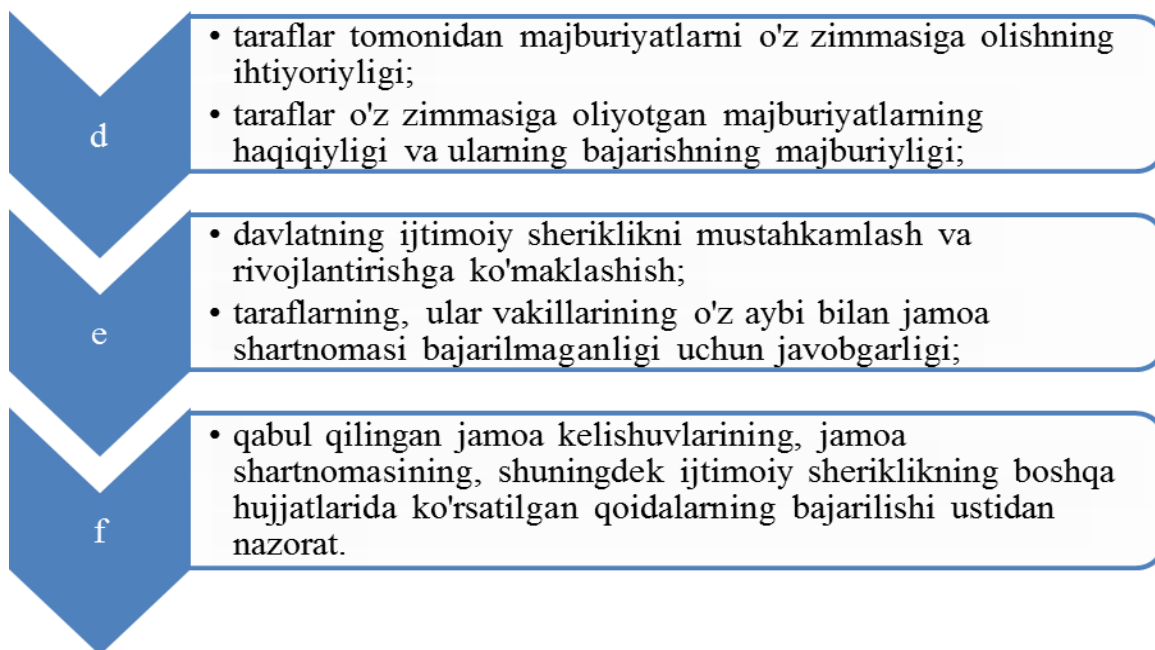 d
• taraflar tomonidan majburiyatlarni o'z zimmasiga olishning
ihtiyoriyligi;
• taraflar o'z zimmasiga oliyotgan majburiyatlarning
haqiqiyligi va ularning bajarishning majburiyligi;
e
• davlatning ijtimoiy sheriklikni mustahkamlash va
rivojlantirishga ko'maklashish;
• taraflarning, ular vakillarining o'z aybi bilan jamoa
shartnomasi bajarilmaganligi uchun javobgarligi;
f
• qabul qilingan jamoa kelishuvlarining, jamoa
shartnomasining, shuningdek ijtimoiy sheriklikning boshqa
hujjatlarida ko'rsatilgan qoidalarning bajarilishi ustidan
nazorat.